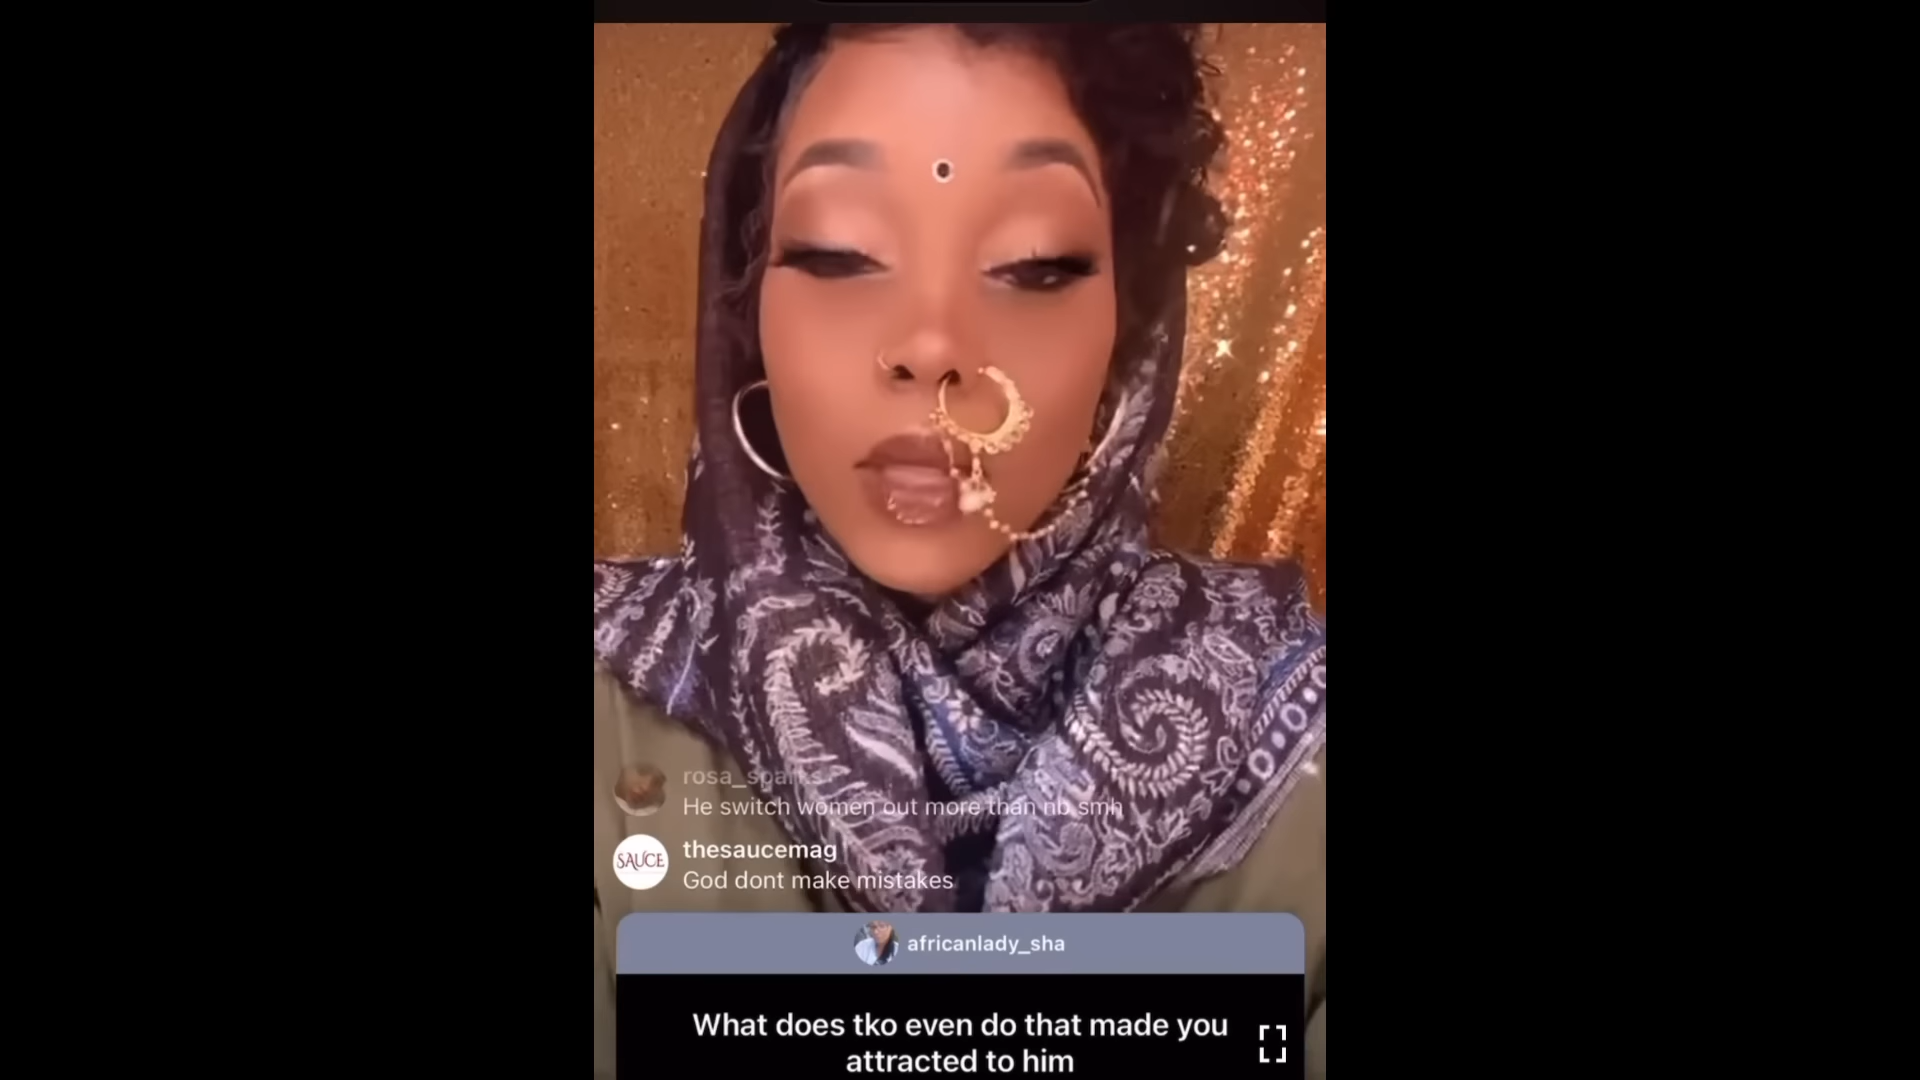 rosa_sparks
He switch women out more than nb smh
SAUCE
thesaucemag
God dont make mistakes
africanlady_sha
What does tko even do that made you
attracted to him